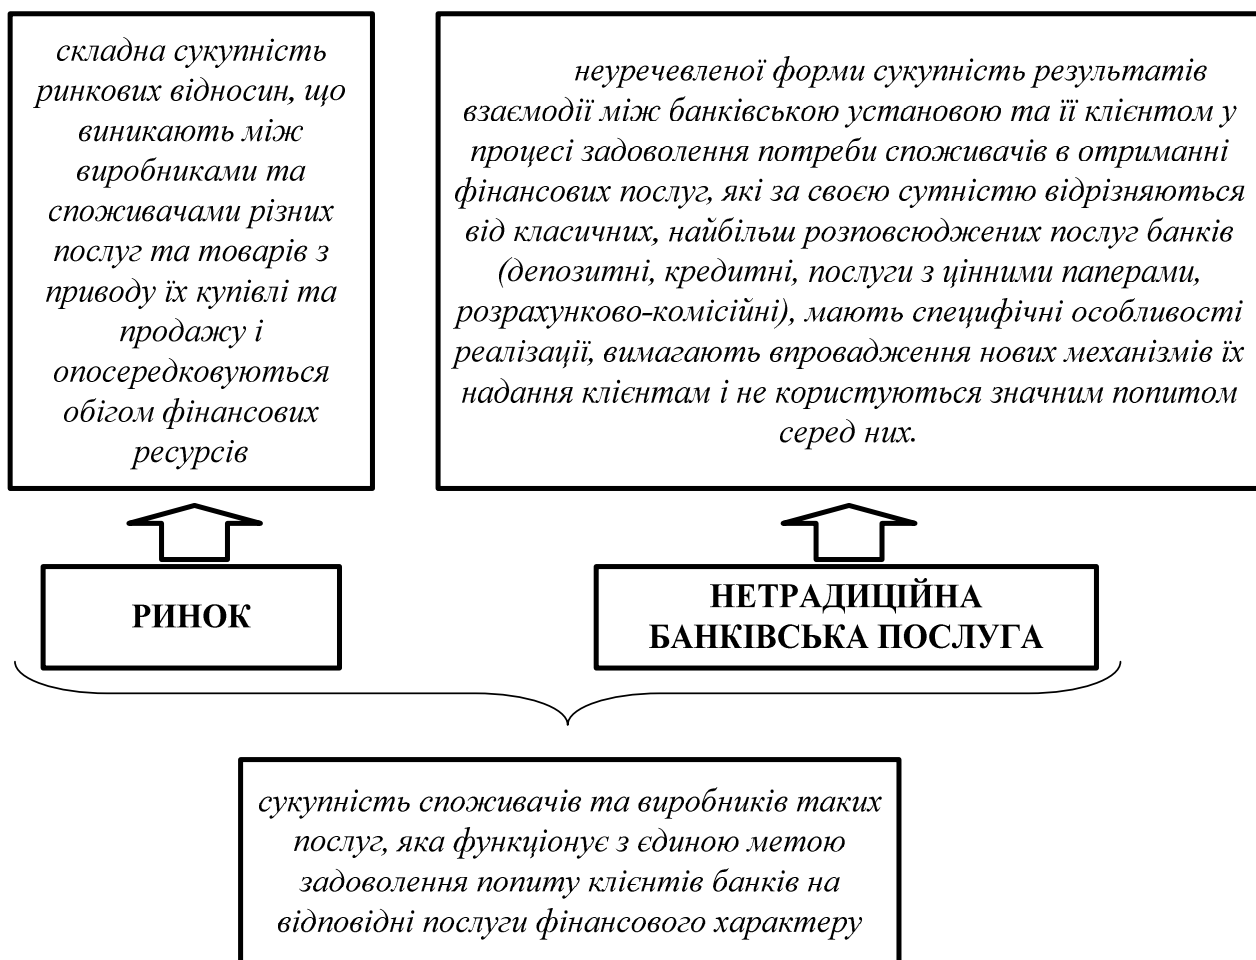 складна сукупність
ринкових відносин, що
виникають між
виробниками та
споживачами різних
послуг та товарів з
приводу їх купівлі та
продажу і
опосередковуються
обігом фінансових
ресурсів
неуречевленої форми сукупність результатів
взаємодії між банківською установою та її клієнтом у
процесі задоволення потреби споживачів в отриманні
фінансових послуг, які за своєю сутністю відрізняються
від класичних, найбільш розповсюджених послуг банків
(депозитні, кредитні, послуги з цінними паперами,
розрахунково-комісійні), мають специфічні особливості
реалізації, вимагають впровадження нових механізмів їх
надання клієнтам і не користуються значним попитом
серед них.
РИНОК
НЕТРАДИЦІЙНА
БАНКІВСЬКА ПОСЛУГА
сукупність споживачів та виробників таких
послуг, яка функціонує з єдиною метою
задоволення попиту клієнтів банків на
відповідні послуги фінансового характеру